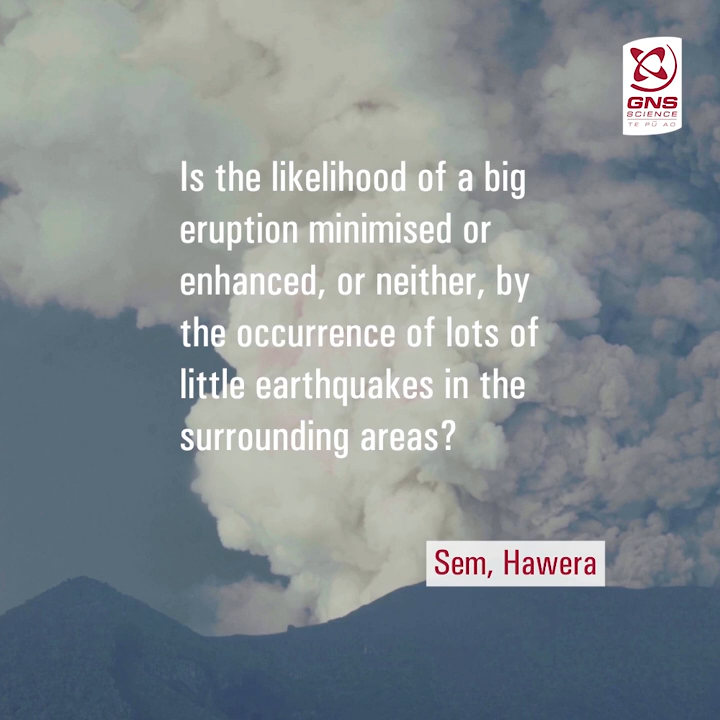 GNS
SCIENCE
TE PŪ AO
Is the likelihood of a big
eruption minimised or
enhanced, or neither, by
the occurrence of lots of
little earthquakes in the
surrounding areas?
Sem, Hawera